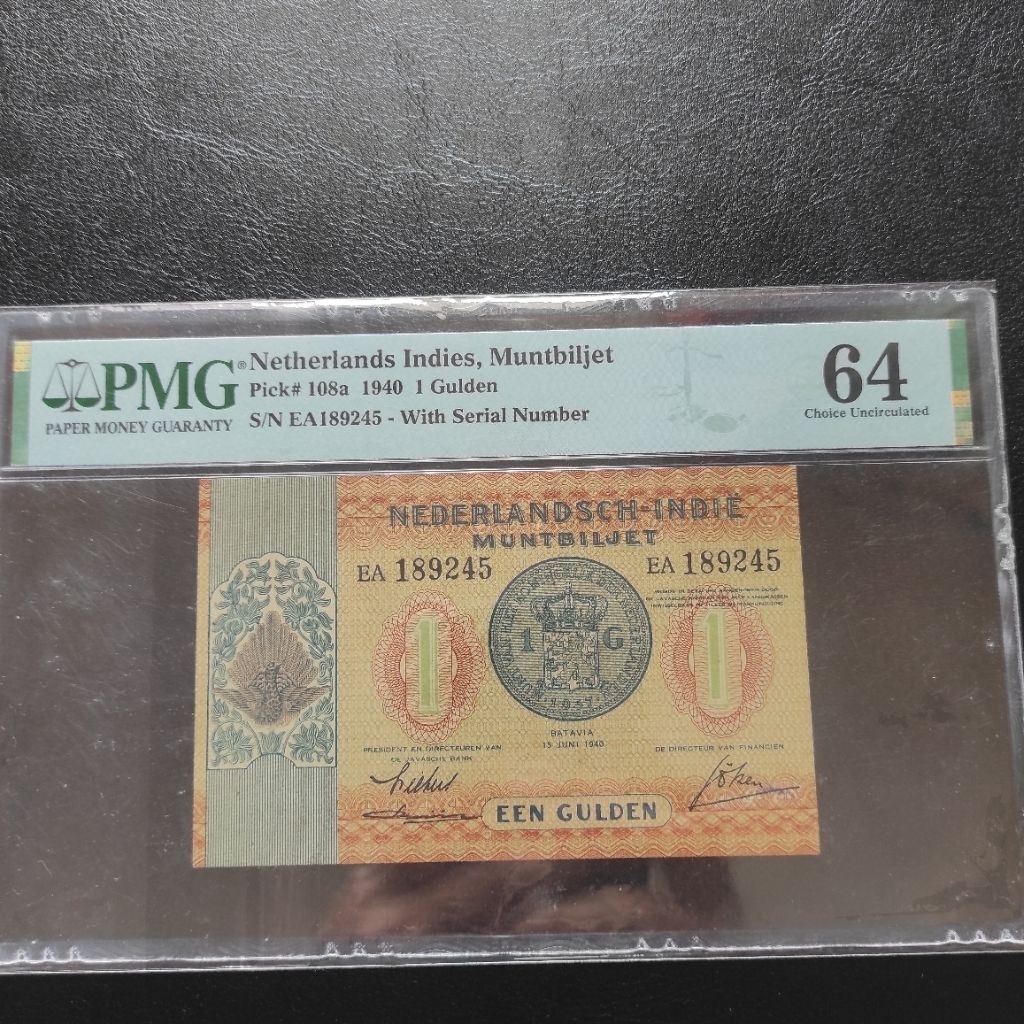 PMG®
PAPER MONEY GUARANTY
Netherlands Indies, Muntbiljet
Pick# 108a 1940 1 Gulden
S/N EA189245 - With Serial Number
64
Choice Uncirculated
NEDERLANDSCH-INDIË
MUNTBILJET
EA 189245
EA 189245
1
1 G
1
BATAVIA
15 JUNI 1940
PRESIDENT EN DIRECTEUREN VAN
DE JAVASCHE BANK
DE DIRECTEUR VAN FINANCIËN
EEN GULDEN